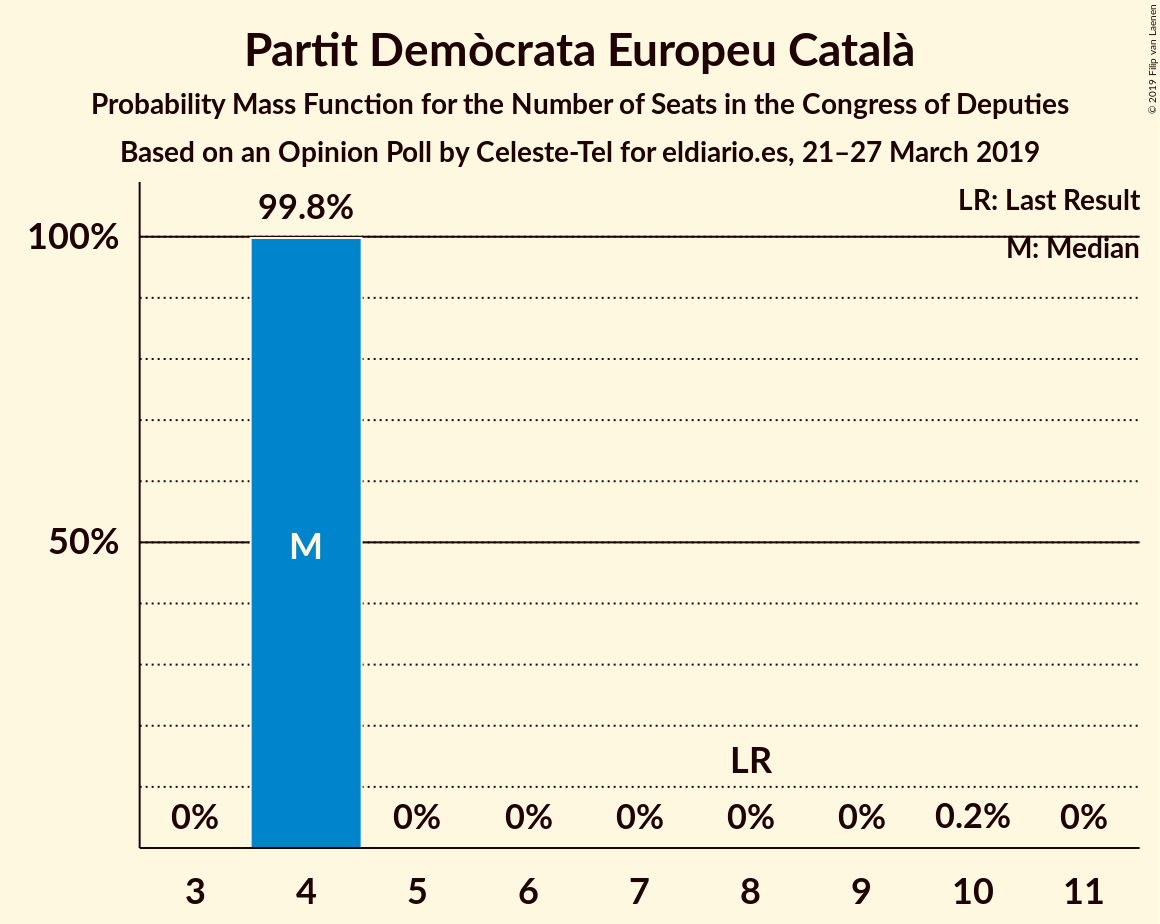 Partit Demòcrata Europeu Català
Probability Mass Function for the Number of Seats in the Congress of Deputies
Based on an Opinion Poll by Celeste-Tel for eldiario.es, 21–27 March 2019
© 2019 Filip van Laenen
LR: Last Result
M: Median
99.8%
100%
50%
M
LR
0% 0% 0% 0% 0% 0% 0.2% 0%
3 4 5 6 7 8 9 10 11